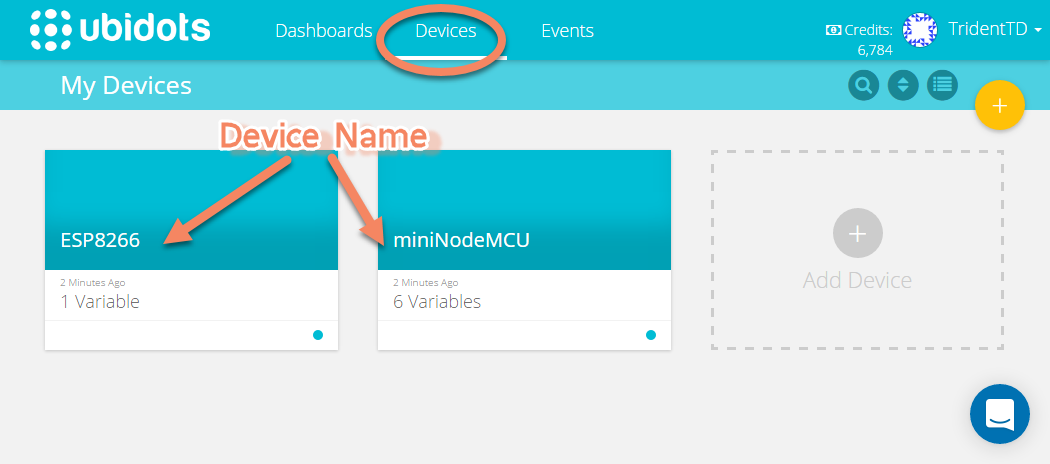 ubidots
Dashboards Devices Events
Credits:
6,784
TridentTD
My Devices
Device Name
ESP8266
2 Minutes Ago
1 Variable
miniNodeMCU
2 Minutes Ago
6 Variables
Add Device